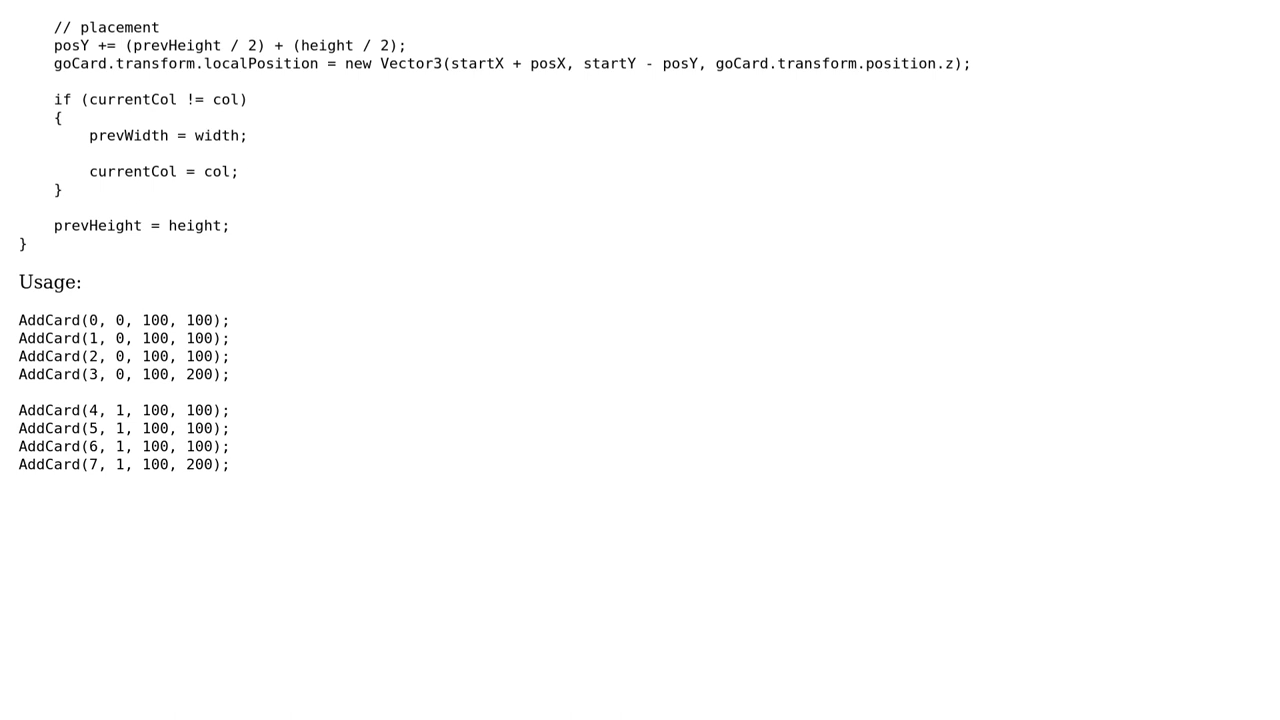 // placement
    posY += (prevHeight / 2) + (height / 2);
    goCard.transform.localPosition = new Vector3(startX + posX, startY - posY, goCard.transform.position.z);

    if (currentCol != col)
    {
        prevWidth = width;

        currentCol = col;
    }

    prevHeight = height;
}

Usage:

AddCard(0, 0, 100, 100);
AddCard(1, 0, 100, 100);
AddCard(2, 0, 100, 100);
AddCard(3, 0, 100, 200);

AddCard(4, 1, 100, 100);
AddCard(5, 1, 100, 100);
AddCard(6, 1, 100, 100);
AddCard(7, 1, 100, 200);